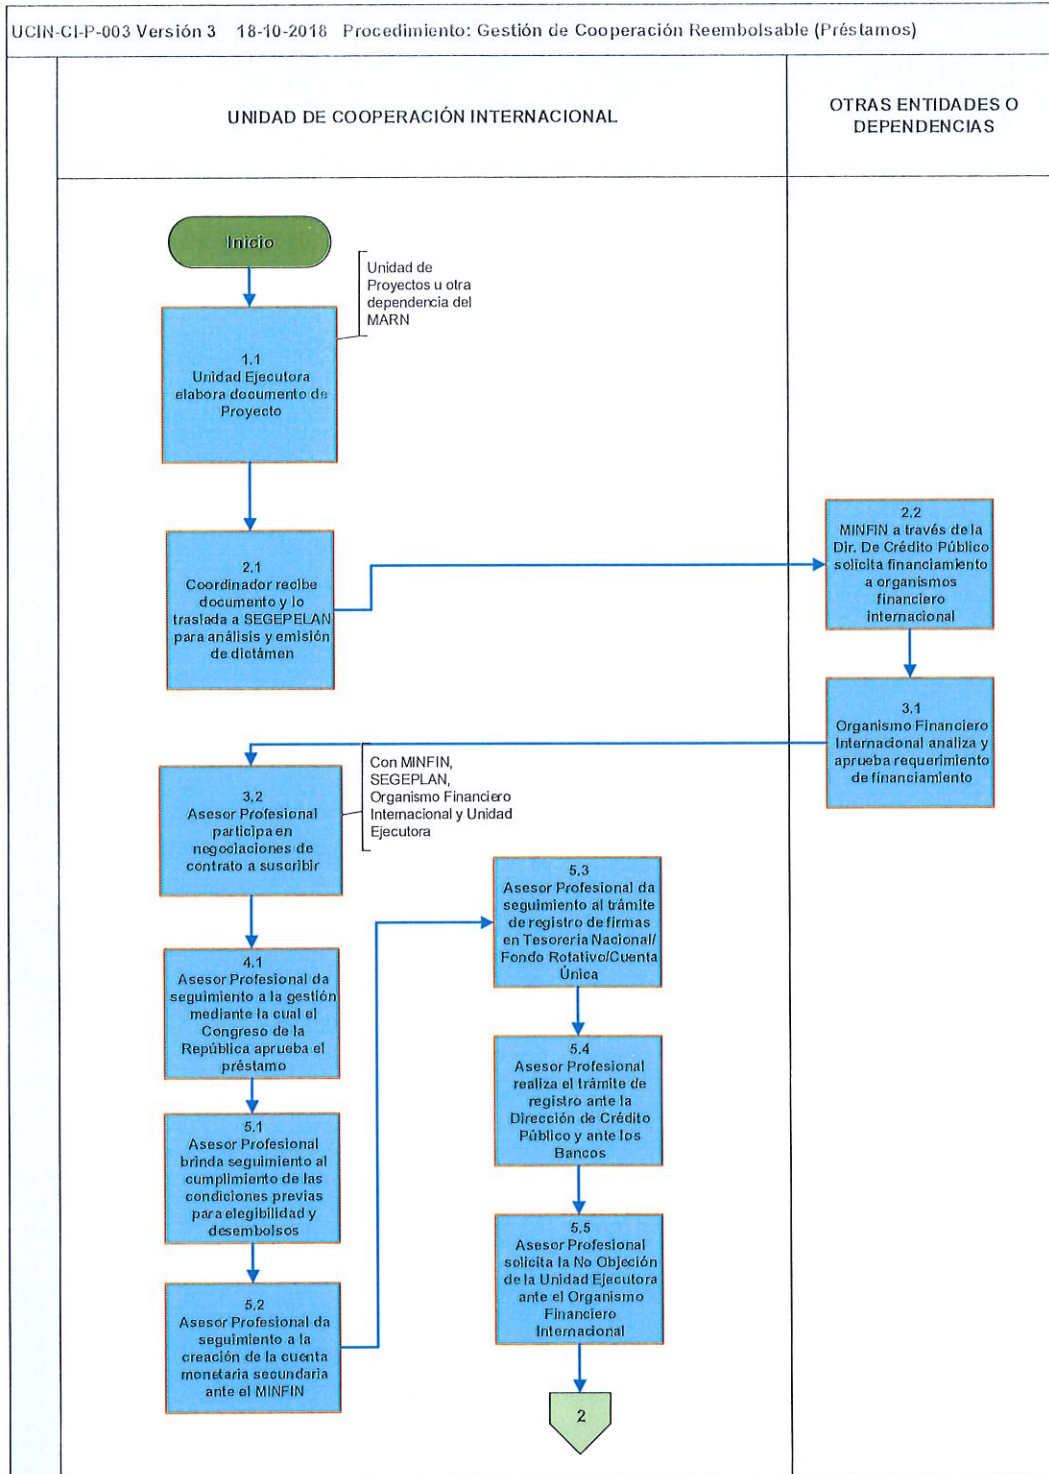 UCIN-CI-P-003 Versión 3 18-10-2018 Procedimiento: Gestión de Cooperación Reembolsable (Préstamos)
UNIDAD DE COOPERACIÓN INTERNACIONAL
OTRAS ENTIDADES O
DEPENDENCIAS
Inicio
Unidad de
Proyectos u otra
dependencia del
MARN
1.1
Unidad Ejecutora
elabora documento de
Proyecto
2.1
Coordinador recibe
documento y lo
traslada a SEGEPELAN
para análisis y emisión
de dictámen
2.2
MINFIN a través de la
Dir. De Crédito Público
solicita financiamiento
a organismos
financiero
internacional
3.1
Organismo Financiero
Internacional analiza y
aprueba requerimiento
de financiamiento
Con MINFIN,
SEGEPLAN,
Organismo Financiero
Internacional y Unidad
Ejecutora
3.2
Asesor Profesional
participa en
negociaciones de
contrato a suscribir
4.1
Asesor Profesional da
seguimiento a la gestión
mediante la cual el
Congreso de la
República aprueba el
préstamo
5.1
Asesor Profesional
brinda seguimiento al
cumplimiento de las
condiciones previas
para elegibilidad y
desembolsos
5.2
Asesor Profesional da
seguimiento a la
creación de la cuenta
monetaria secundaria
ante el MINFIN
5.3
Asesor Profesional da
seguimiento al trámite
de registro de firmas
en Tesorería Nacional/
Fondo Rotativo/Cuenta
Única
5.4
Asesor Profesional
realiza el trámite de
registro ante la
Dirección de Crédito
Público y ante los
Bancos
5.5
Asesor Profesional
solicita la No Objeción
de la Unidad Ejecutora
ante el Organismo
Financiero
Internacional
2